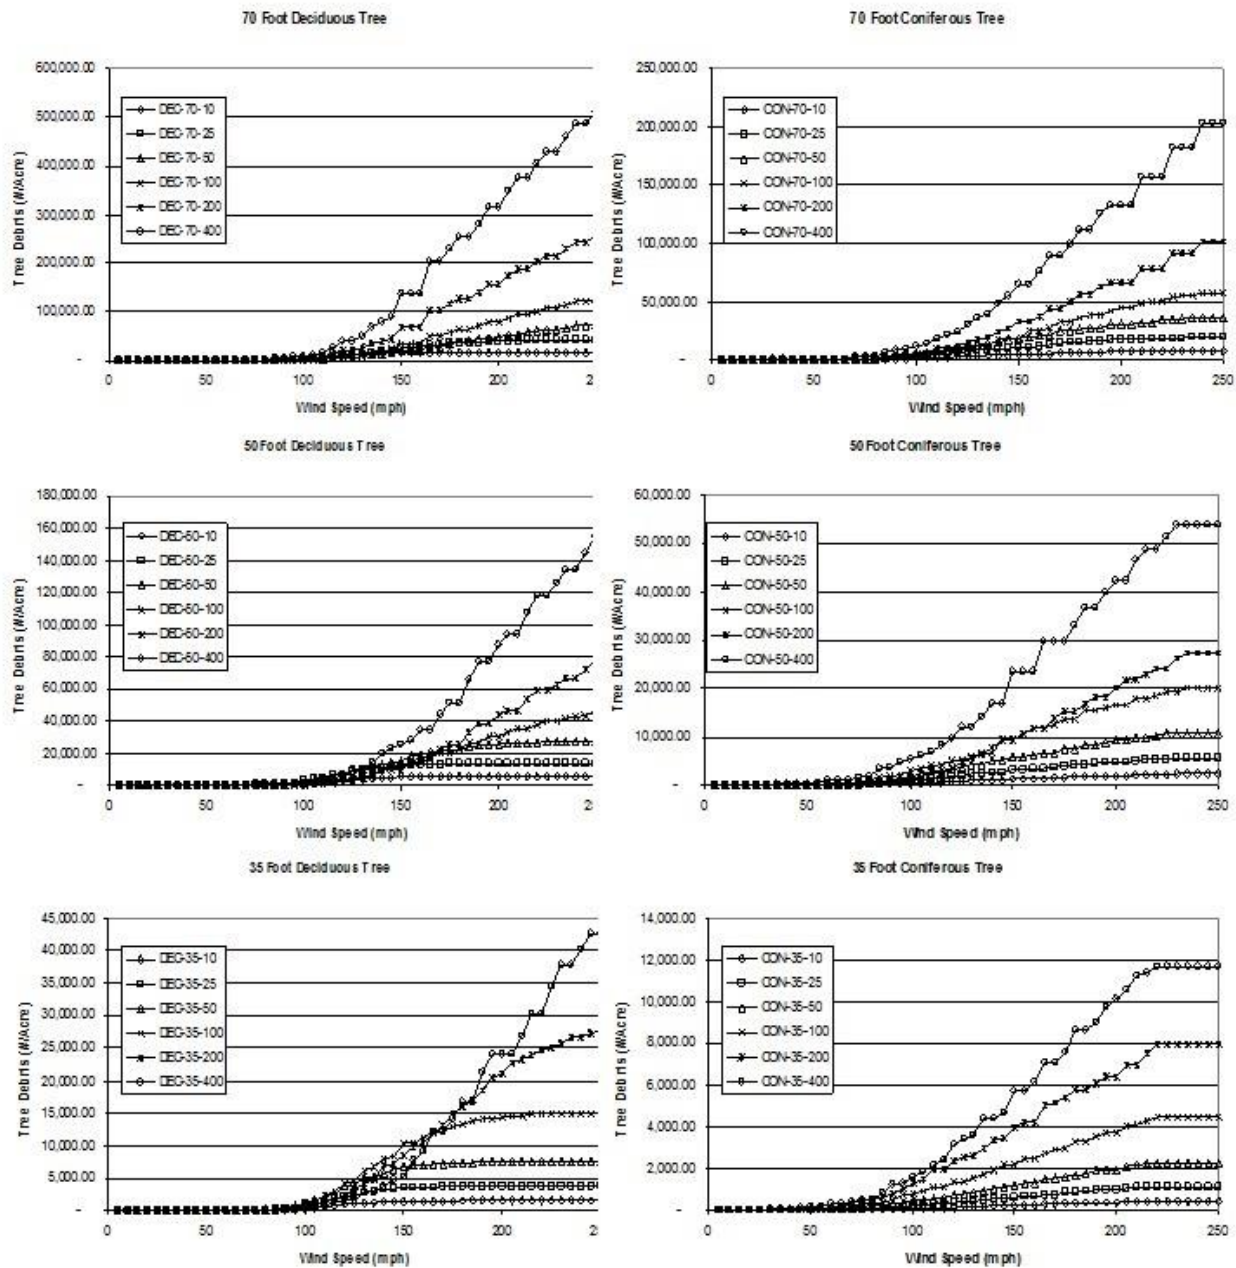 70 Foot Deciduous Tree
600,000.00
500,000.00
400,000.00
300,000.00
200,000.00
100,000.00
-
Tree Debris (#/Acre)
DEC-70-10
DEC-70-25
DEC-70-50
DEC-70-100
DEC-70-200
DEC-70-400
0 50 100 150 200 2
Wind Speed (mph)
70 Foot Coniferous Tree
250,000.00
200,000.00
150,000.00
100,000.00
50,000.00
-
Tree Debris (#/Acre)
CON-70-10
CON-70-25
CON-70-50
CON-70-100
CON-70-200
CON-70-400
0 50 100 150 200 250
Wind Speed (mph)
50 Foot Deciduous Tree
180,000.00
160,000.00
140,000.00
120,000.00
100,000.00
80,000.00
60,000.00
40,000.00
20,000.00
-
Tree Debris (#/Acre)
DEC-50-10
DEC-50-25
DEC-50-50
DEC-50-100
DEC-50-200
DEC-50-400
0 50 100 150 200 2
Wind Speed (mph)
50 Foot Coniferous Tree
60,000.00
50,000.00
40,000.00
30,000.00
20,000.00
10,000.00
-
Tree Debris (#/Acre)
CON-50-10
CON-50-25
CON-50-50
CON-50-100
CON-50-200
CON-50-400
0 50 100 150 200 250
Wind Speed (mph)
35 Foot Deciduous Tree
45,000.00
40,000.00
35,000.00
30,000.00
25,000.00
20,000.00
15,000.00
10,000.00
5,000.00
-
Tree Debris (#/Acre)
DEC-35-10
DEC-35-25
DEC-35-50
DEC-35-100
DEC-35-200
DEC-35-400
0 50 100 150 200 2
Wind Speed (mph)
35 Foot Coniferous Tree
14,000.00
12,000.00
10,000.00
8,000.00
6,000.00
4,000.00
2,000.00
-
Tree Debris (#/Acre)
CON-35-10
CON-35-25
CON-35-50
CON-35-100
CON-35-200
CON-35-400
0 50 100 150 200 250
Wind Speed (mph)